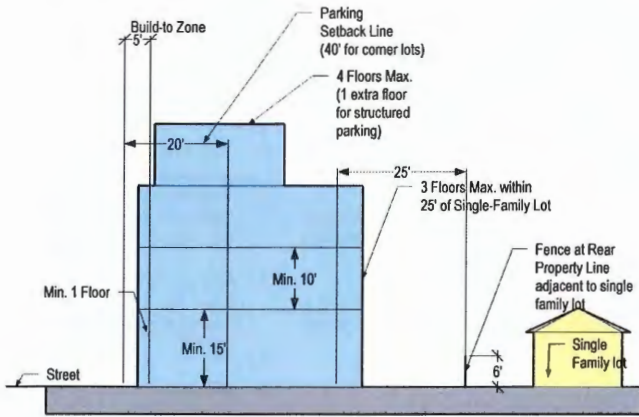 Build-to Zone
5'
Parking
Setback Line
(40' for corner lots)
4 Floors Max.
(1 extra floor
for structured
parking)
20'
25'
3 Floors Max. within
25' of Single-Family Lot
Min. 10'
Fence at Rear
Property Line
adjacent to single
family lot
Min. 1 Floor
Min. 15'
Single
Family lot
6'
Street